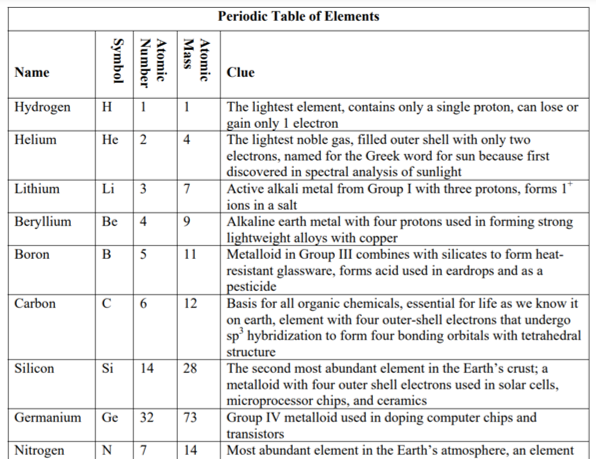 Periodic Table of Elements
Name Symbol Atomic Number Atomic Mass Clue
Hydrogen H 1 1 The lightest element, contains only a single proton, can lose or
gain only 1 electron
Helium He 2 4 The lightest noble gas, filled outer shell with only two
electrons, named for the Greek word for sun because first
discovered in spectral analysis of sunlight
Lithium Li 3 7 Active alkali metal from Group I with three protons, forms 1⁺
ions in a salt
Beryllium Be 4 9 Alkaline earth metal with four protons used in forming strong
lightweight alloys with copper
Boron B 5 11 Metalloid in Group III combines with silicates to form heat-
resistant glassware, forms acid used in eardrops and as a
pesticide
Carbon C 6 12 Basis for all organic chemicals, essential for life as we know it
on earth, element with four outer-shell electrons that undergo
sp³ hybridization to form four bonding orbitals with tetrahedral
structure
Silicon Si 14 28 The second most abundant element in the Earth's crust; a
metalloid with four outer shell electrons used in solar cells,
microprocessor chips, and ceramics
Germanium Ge 32 73 Group IV metalloid used in doping computer chips and
transistors
Nitrogen N 7 14 Most abundant element in the Earth's atmosphere, an element